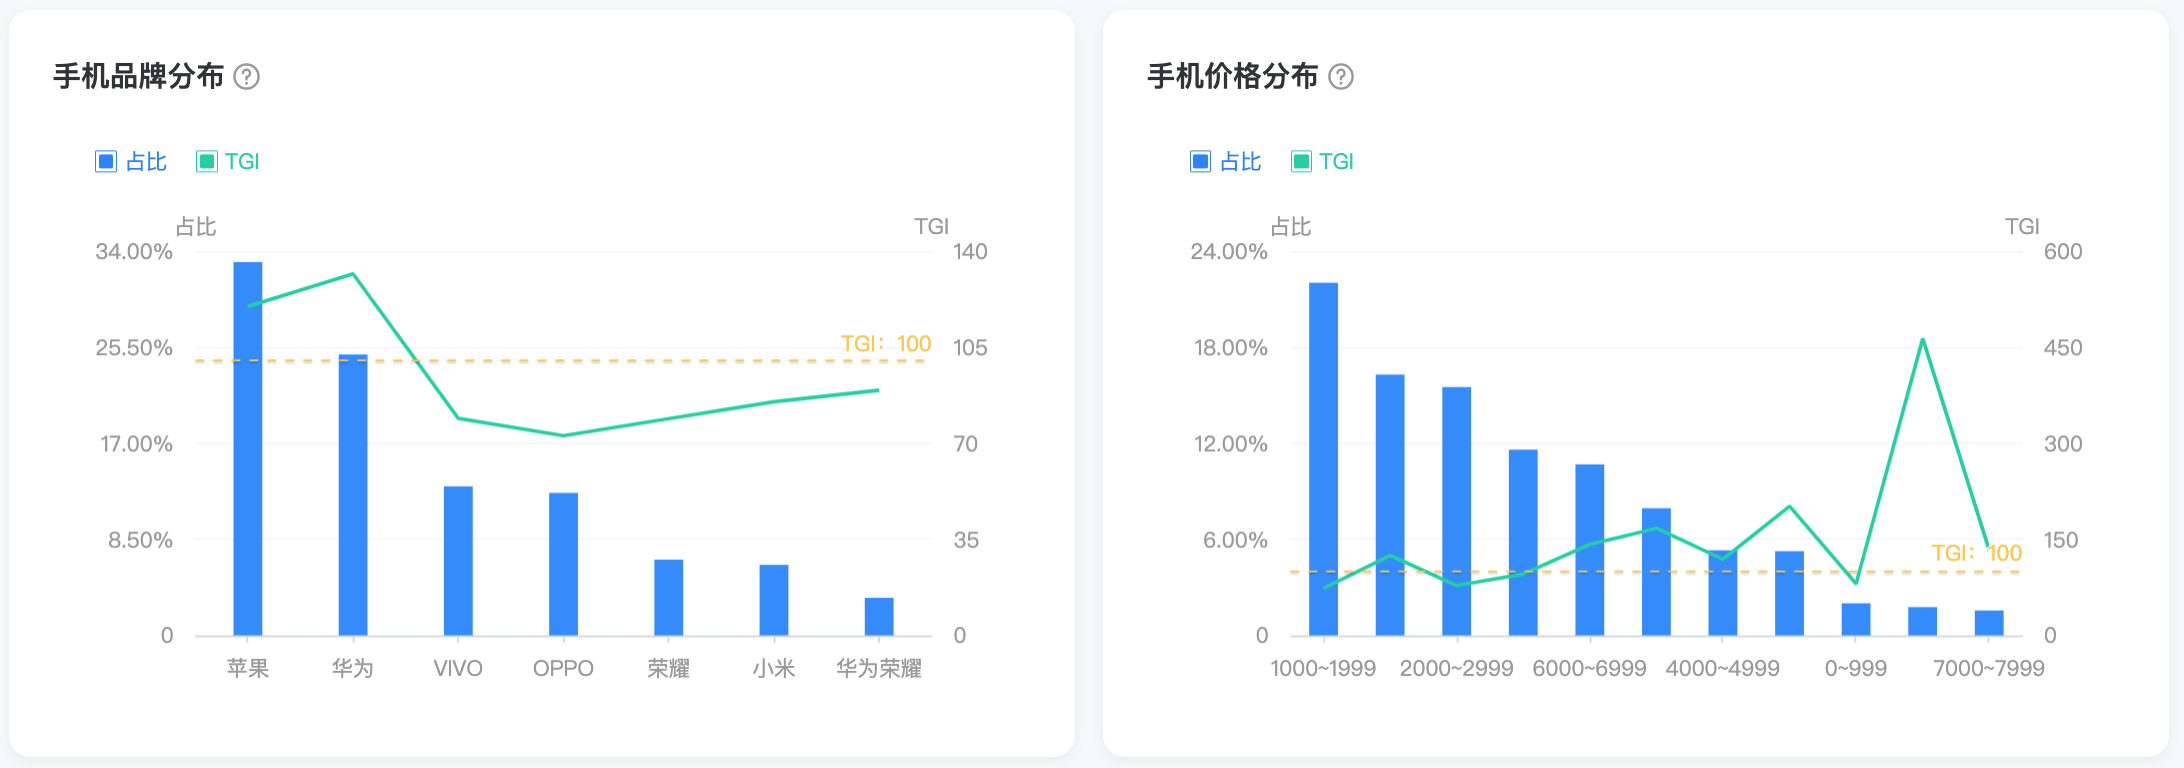 手机品牌分布 ?
占比 TGI
占比 TGI
34.00% 140
TGI：100
25.50% 105
17.00% 70
8.50% 35
0 0
苹果 华为 VIVO OPPO 荣耀 小米 华为荣耀
手机价格分布 ?
占比 TGI
占比 TGI
24.00% 600
18.00% 450
12.00% 300
6.00% 150
TGI：100
0 0
1000~1999 2000~2999 6000~6999 4000~4999 0~999 7000~7999